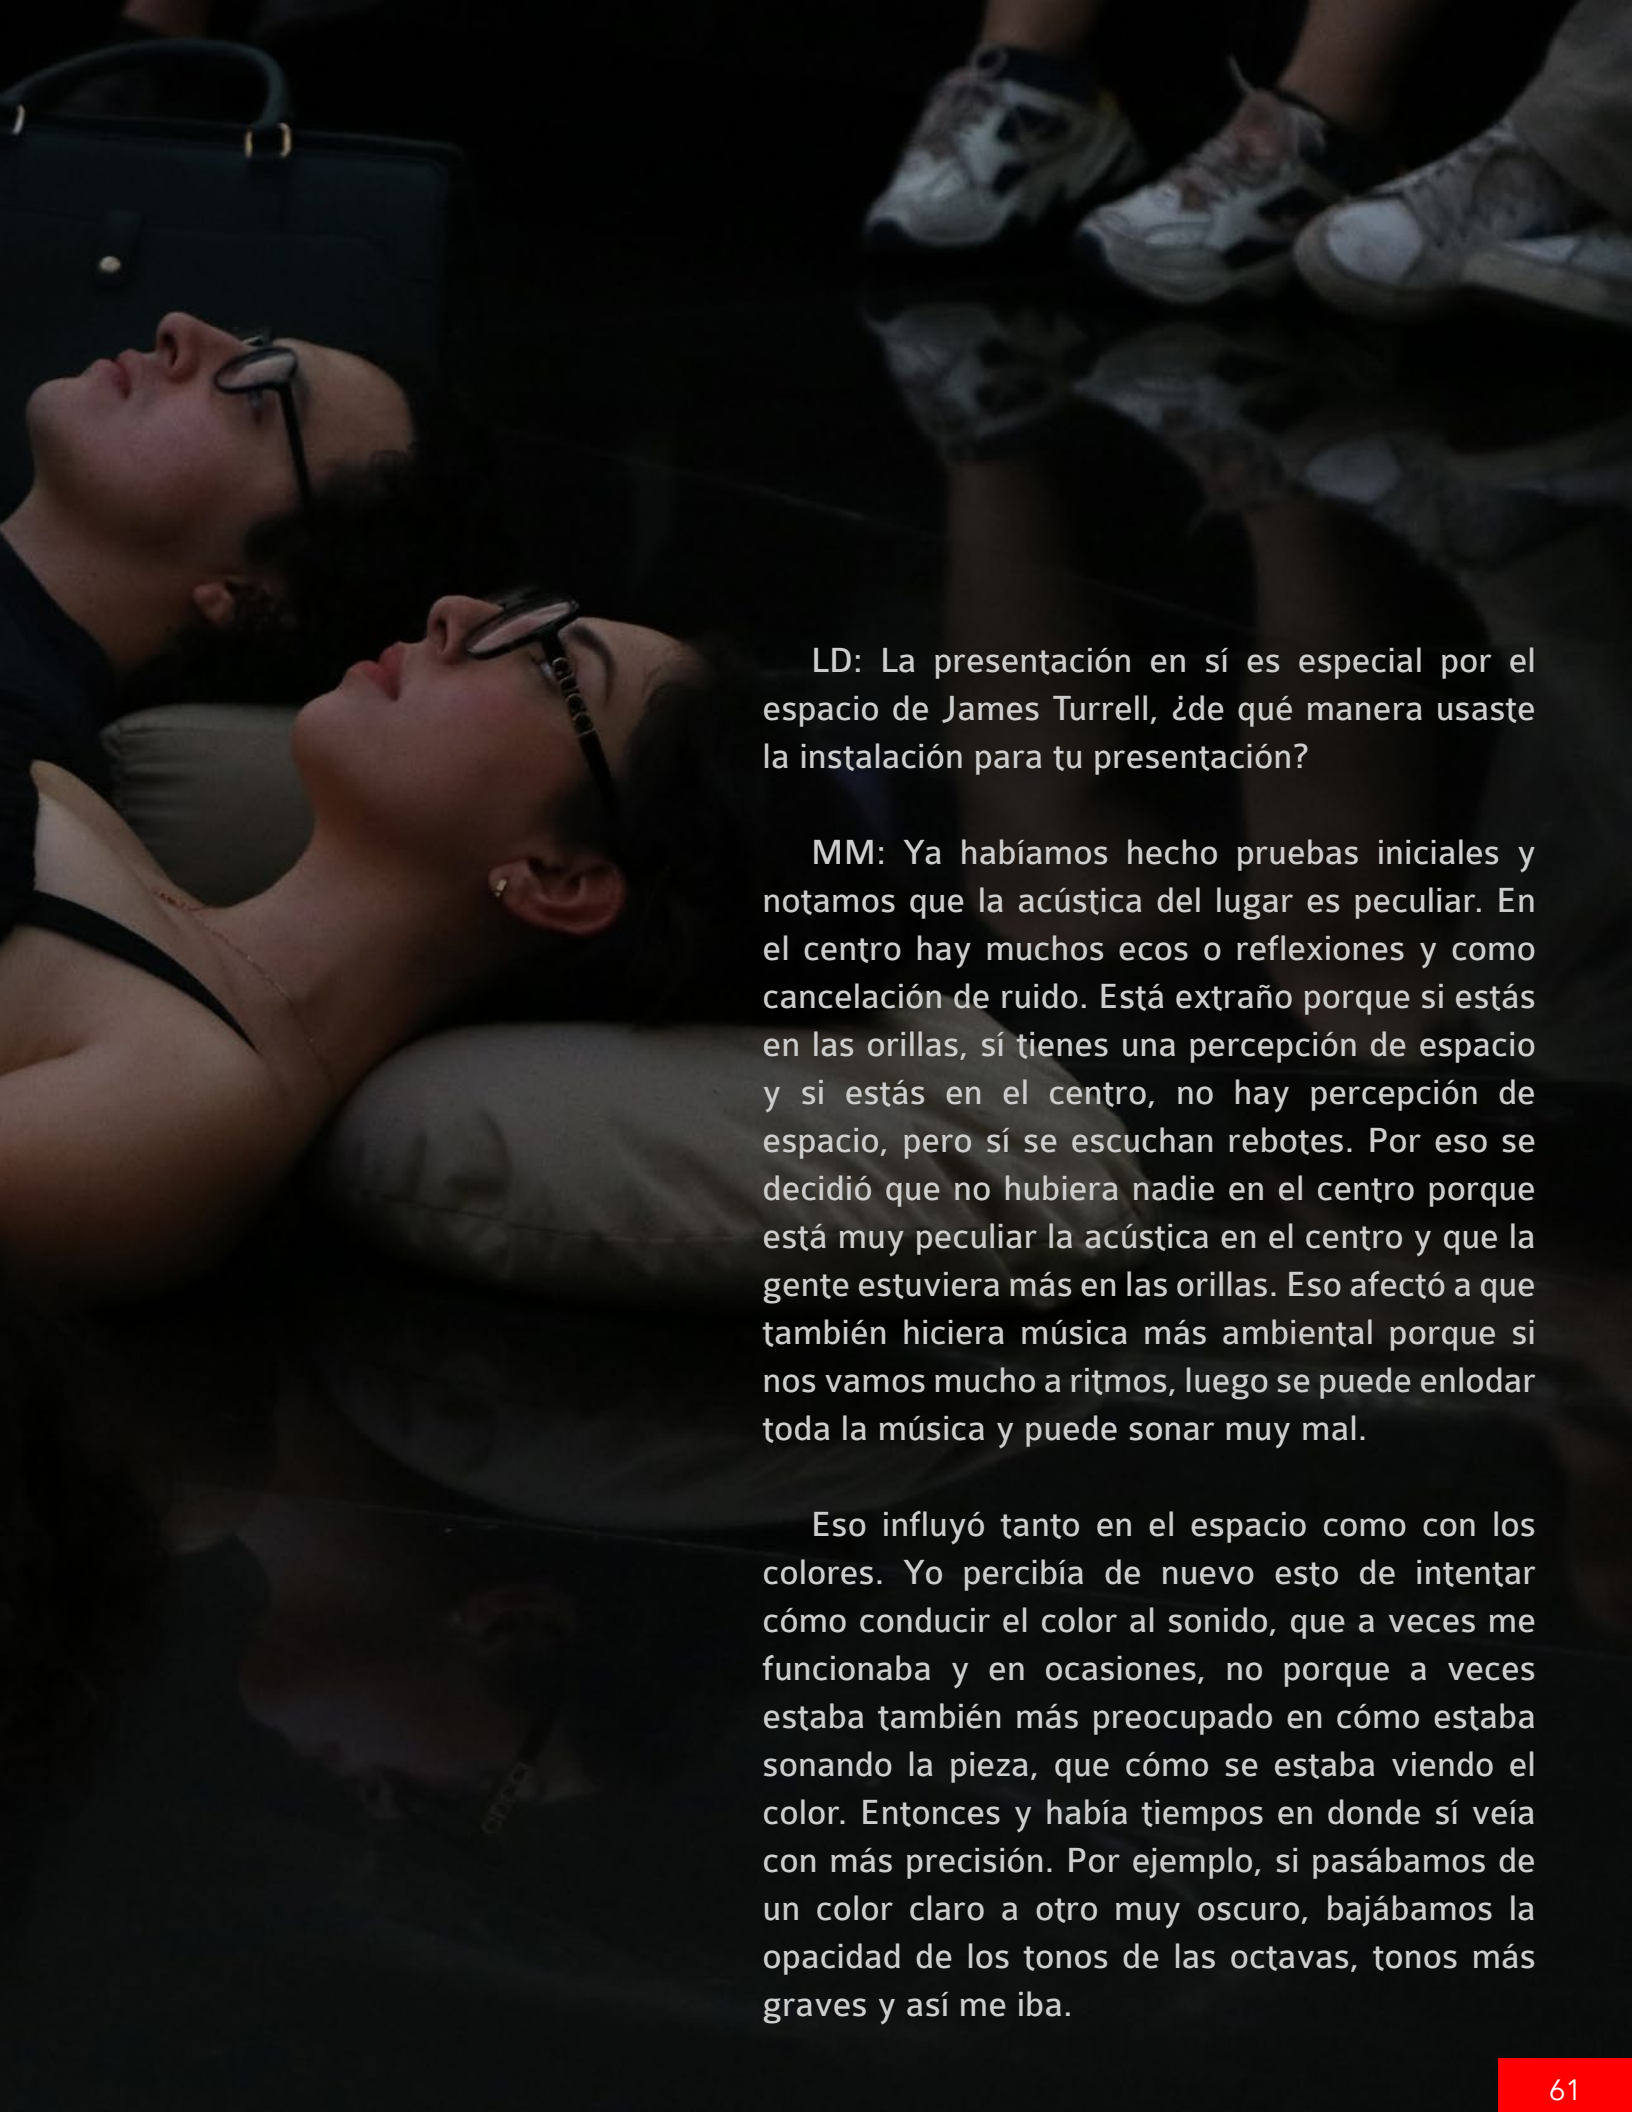 LD: La presentación en sí es especial por el
espacio de James Turrell, ¿de qué manera usaste
la instalación para tu presentación?
MM: Ya habíamos hecho pruebas iniciales y
notamos que la acústica del lugar es peculiar. En
el centro hay muchos ecos o reflexiones y como
cancelación de ruido. Está extraño porque si estás
en las orillas, sí tienes una percepción de espacio
y si estás en el centro, no hay percepción de
espacio, pero sí se escuchan rebotes. Por eso se
decidió que no hubiera nadie en el centro porque
está muy peculiar la acústica en el centro y que la
gente estuviera más en las orillas. Eso afectó a que
también hiciera música más ambiental porque si
nos vamos mucho a ritmos, luego se puede enlodar
toda la música y puede sonar muy mal.
Eso influyó tanto en el espacio como con los
colores. Yo percibía de nuevo esto de intentar
cómo conducir el color al sonido, que a veces me
funcionaba y en ocasiones, no porque a veces
estaba también más preocupado en cómo estaba
sonando la pieza, que cómo se estaba viendo el
color. Entonces y había tiempos en donde sí veía
con más precisión. Por ejemplo, si pasábamos de
un color claro a otro muy oscuro, bajábamos la
opacidad de los tonos de las octavas, tonos más
graves y así me iba.
GUCCI
61